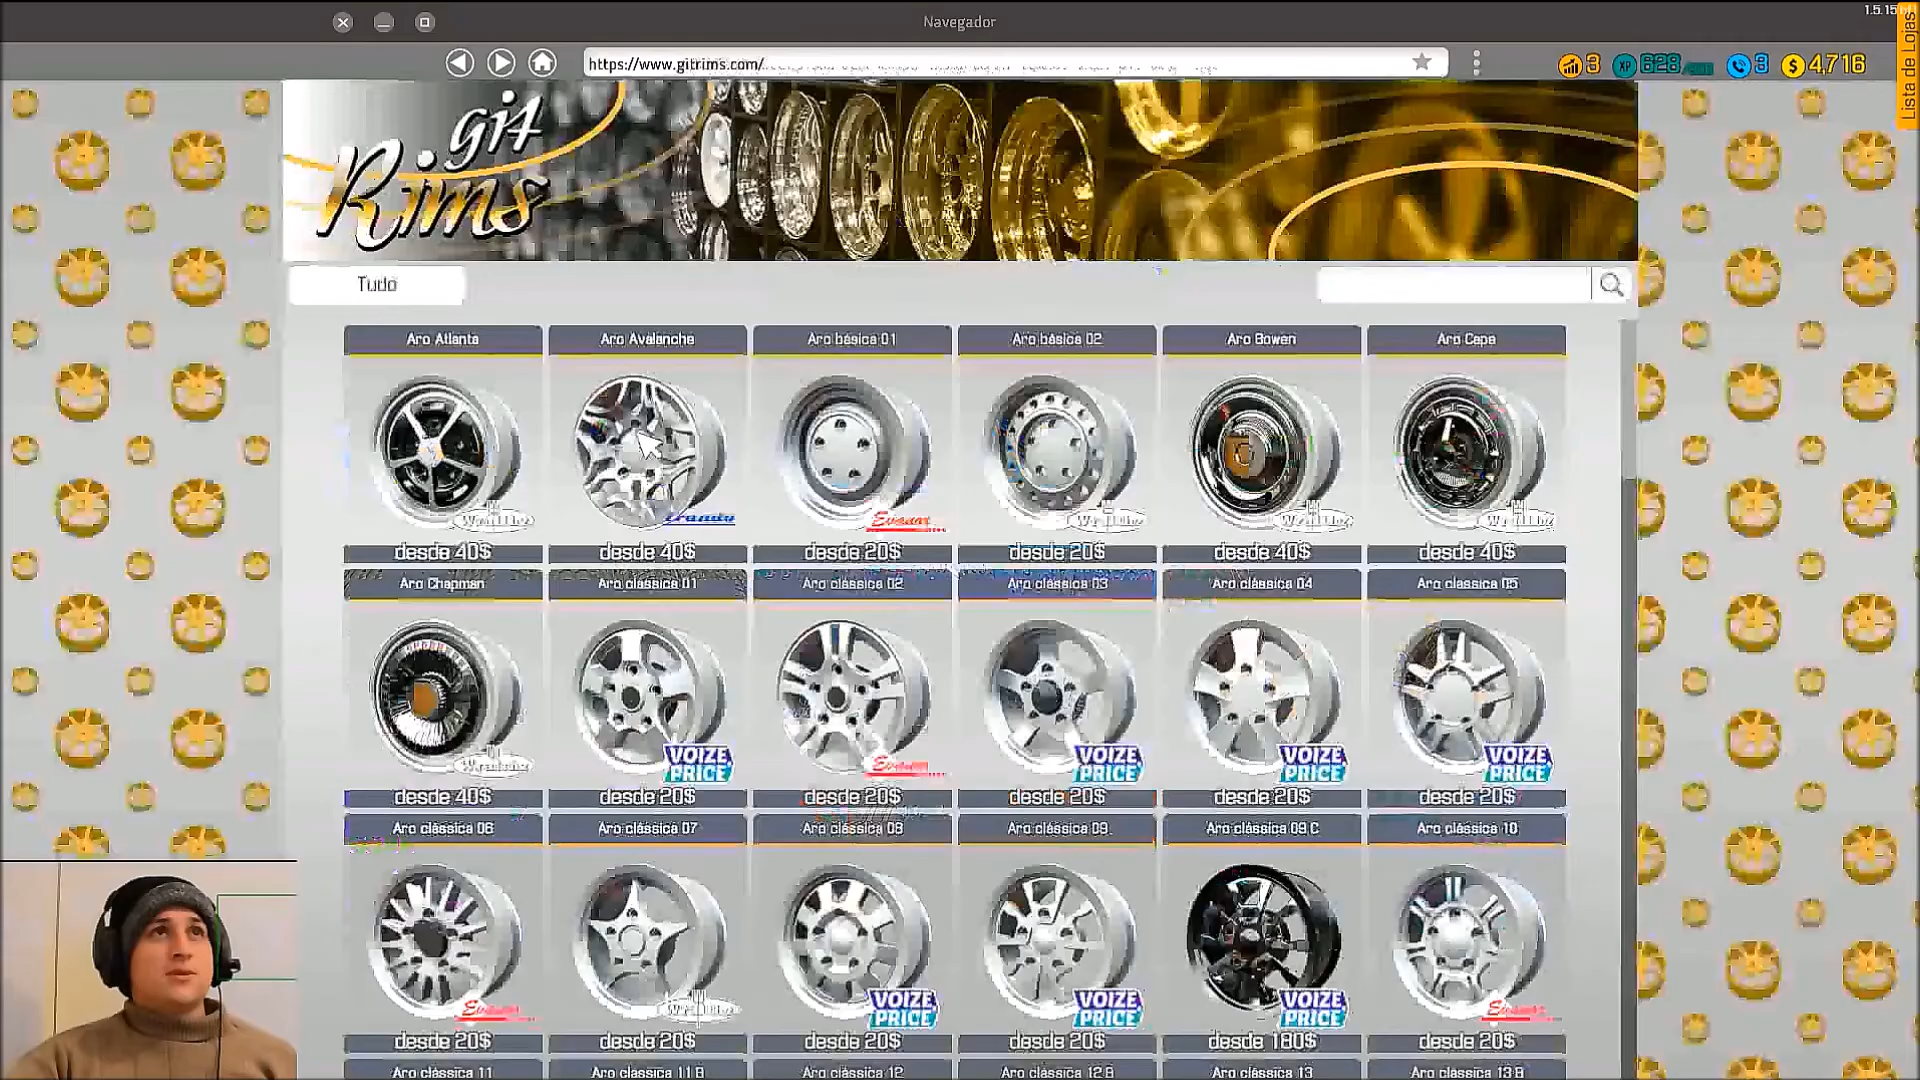 Navegador
1.5.15
Lista de Lojas
https://www.gitrims.com/
3 XP 628 3 $ 4,716
git
Rims
Tudo
Aro Atlanta Aro Avalanche Aro básica 01 Aro básica 02 Aro Bowen Aro Cape
desde 40$ desde 40$ desde 20$ desde 20$ desde 40$ desde 40$
Aro Chapman Aro clássica 01 Aro clássica 02 Aro clássica 03 Aro clássica 04 Aro clássica 05
VOIZE PRICE VOIZE PRICE VOIZE PRICE VOIZE PRICE
desde 40$ desde 20$ desde 20$ desde 20$ desde 20$ desde 20$
Aro clássica 06 Aro clássica 07 Aro clássica 08 Aro clássica 09 Aro clássica 09 C Aro clássica 10
VOIZE PRICE VOIZE PRICE VOIZE PRICE
desde 20$ desde 20$ desde 20$ desde 20$ desde 180$ desde 20$
Aro clássica 11 Aro clássica 11 B Aro clássica 12 Aro clássica 12 B Aro clássica 13 Aro clássica 13 B